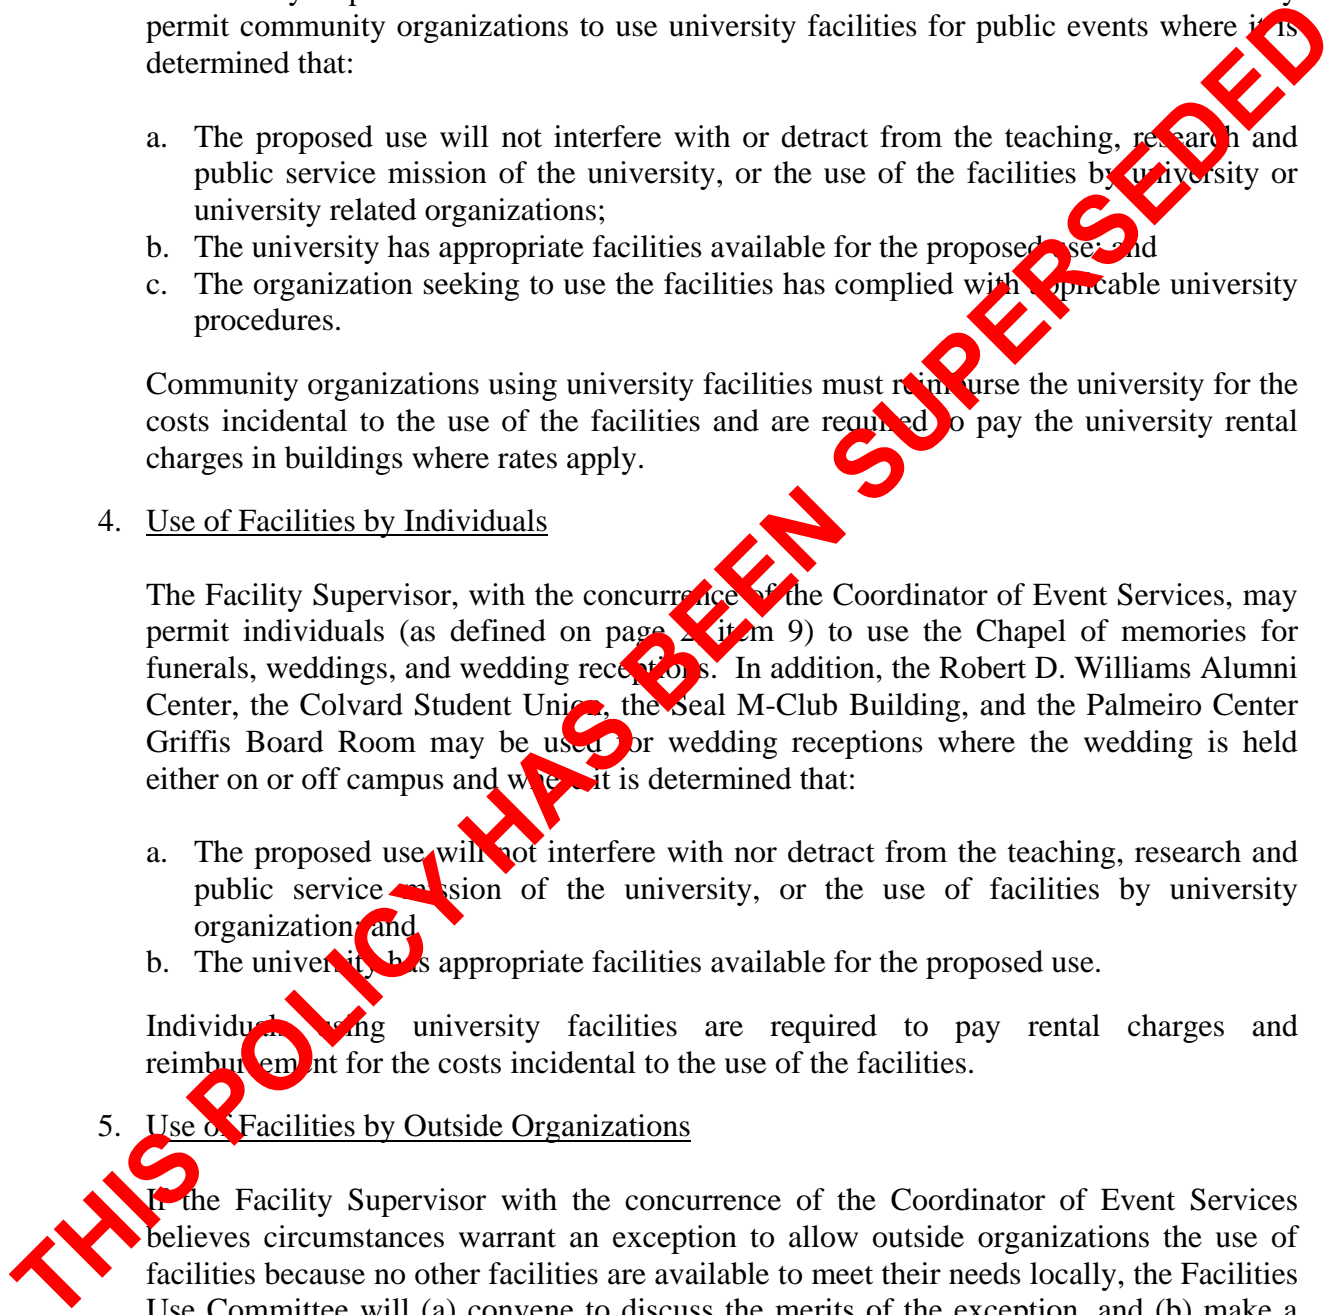 permit community organizations to use university facilities for public events where it is
determined that:
a. The proposed use will not interfere with or detract from the teaching, research and
public service mission of the university, or the use of the facilities by university or
university related organizations;
b. The university has appropriate facilities available for the proposed use; and
c. The organization seeking to use the facilities has complied with applicable university
procedures.
Community organizations using university facilities must reimburse the university for the
costs incidental to the use of the facilities and are required to pay the university rental
charges in buildings where rates apply.
4. Use of Facilities by Individuals
The Facility Supervisor, with the concurrence of the Coordinator of Event Services, may
permit individuals (as defined on page 2, item 9) to use the Chapel of memories for
funerals, weddings, and wedding receptions. In addition, the Robert D. Williams Alumni
Center, the Colvard Student Union, the Seal M-Club Building, and the Palmeiro Center
Griffis Board Room may be used for wedding receptions where the wedding is held
either on or off campus and where it is determined that:
a. The proposed use will not interfere with nor detract from the teaching, research and
public service mission of the university, or the use of facilities by university
organization; and
b. The university has appropriate facilities available for the proposed use.
Individuals using university facilities are required to pay rental charges and
reimbursement for the costs incidental to the use of the facilities.
5. Use of Facilities by Outside Organizations
If the Facility Supervisor with the concurrence of the Coordinator of Event Services
believes circumstances warrant an exception to allow outside organizations the use of
facilities because no other facilities are available to meet their needs locally, the Facilities
Use Committee will (a) convene to discuss the merits of the exception, and (b) make a
THIS POLICY HAS BEEN SUPERSEDED